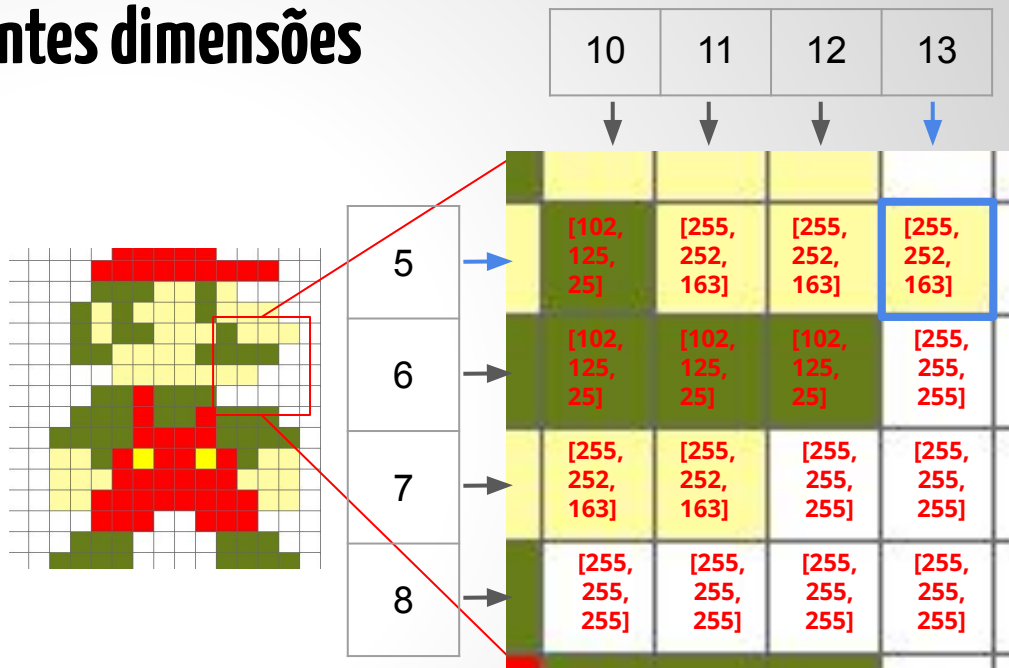 ntes dimensões
10 11 12 13
5
[102, [255, [255, [255,
125, 252, 252, 252,
25] 163] 163] 163]
6
[102, [102, [102, [255,
125, 125, 125, 255,
25] 25] 25] 255]
7
[255, [255, [255, [255,
252, 252, 255, 255,
163] 163] 255] 255]
8
[255, [255, [255, [255,
255, 255, 255, 255,
255] 255] 255] 255]